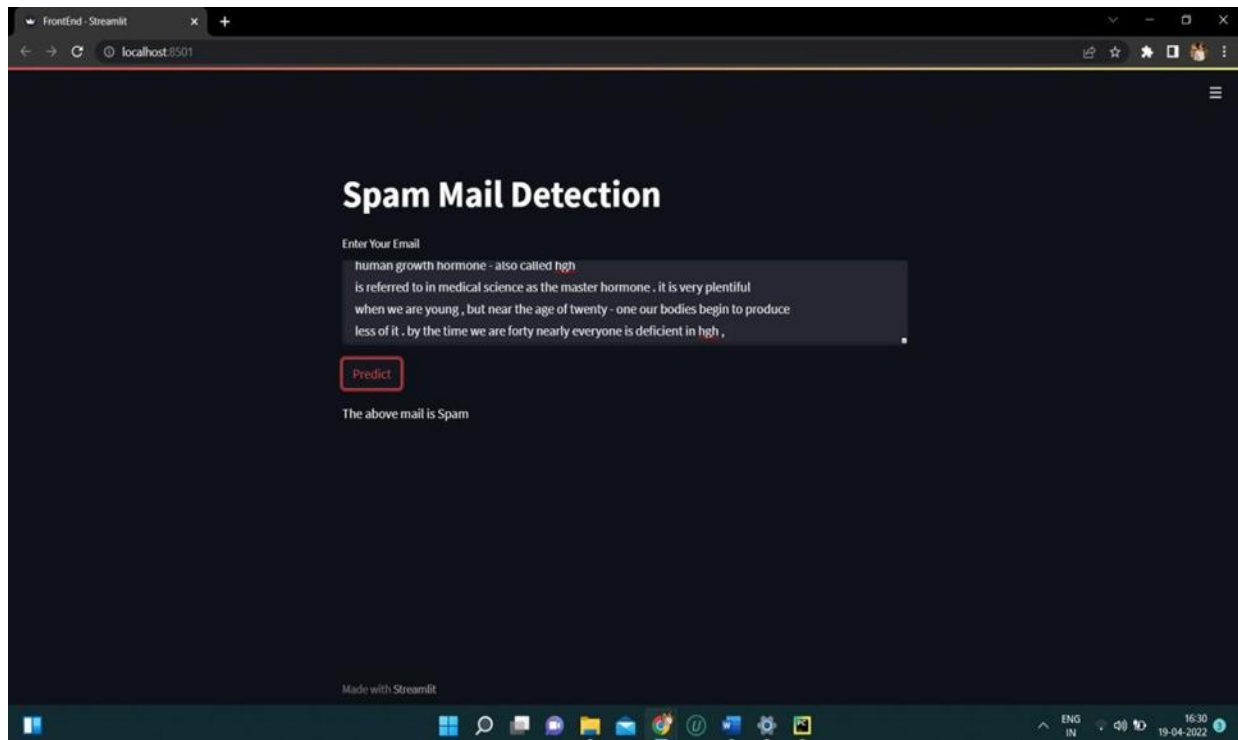 FrontEnd - Streamlit
localhost:8501
Spam Mail Detection
Enter Your Email
human growth hormone - also called hgh
is referred to in medical science as the master hormone . it is very plentiful
when we are young , but near the age of twenty - one our bodies begin to produce
less of it . by the time we are forty nearly everyone is deficient in hgh ,
Predict
The above mail is Spam
Made with Streamlit
ENG
IN
16:30
19-04-2022
3